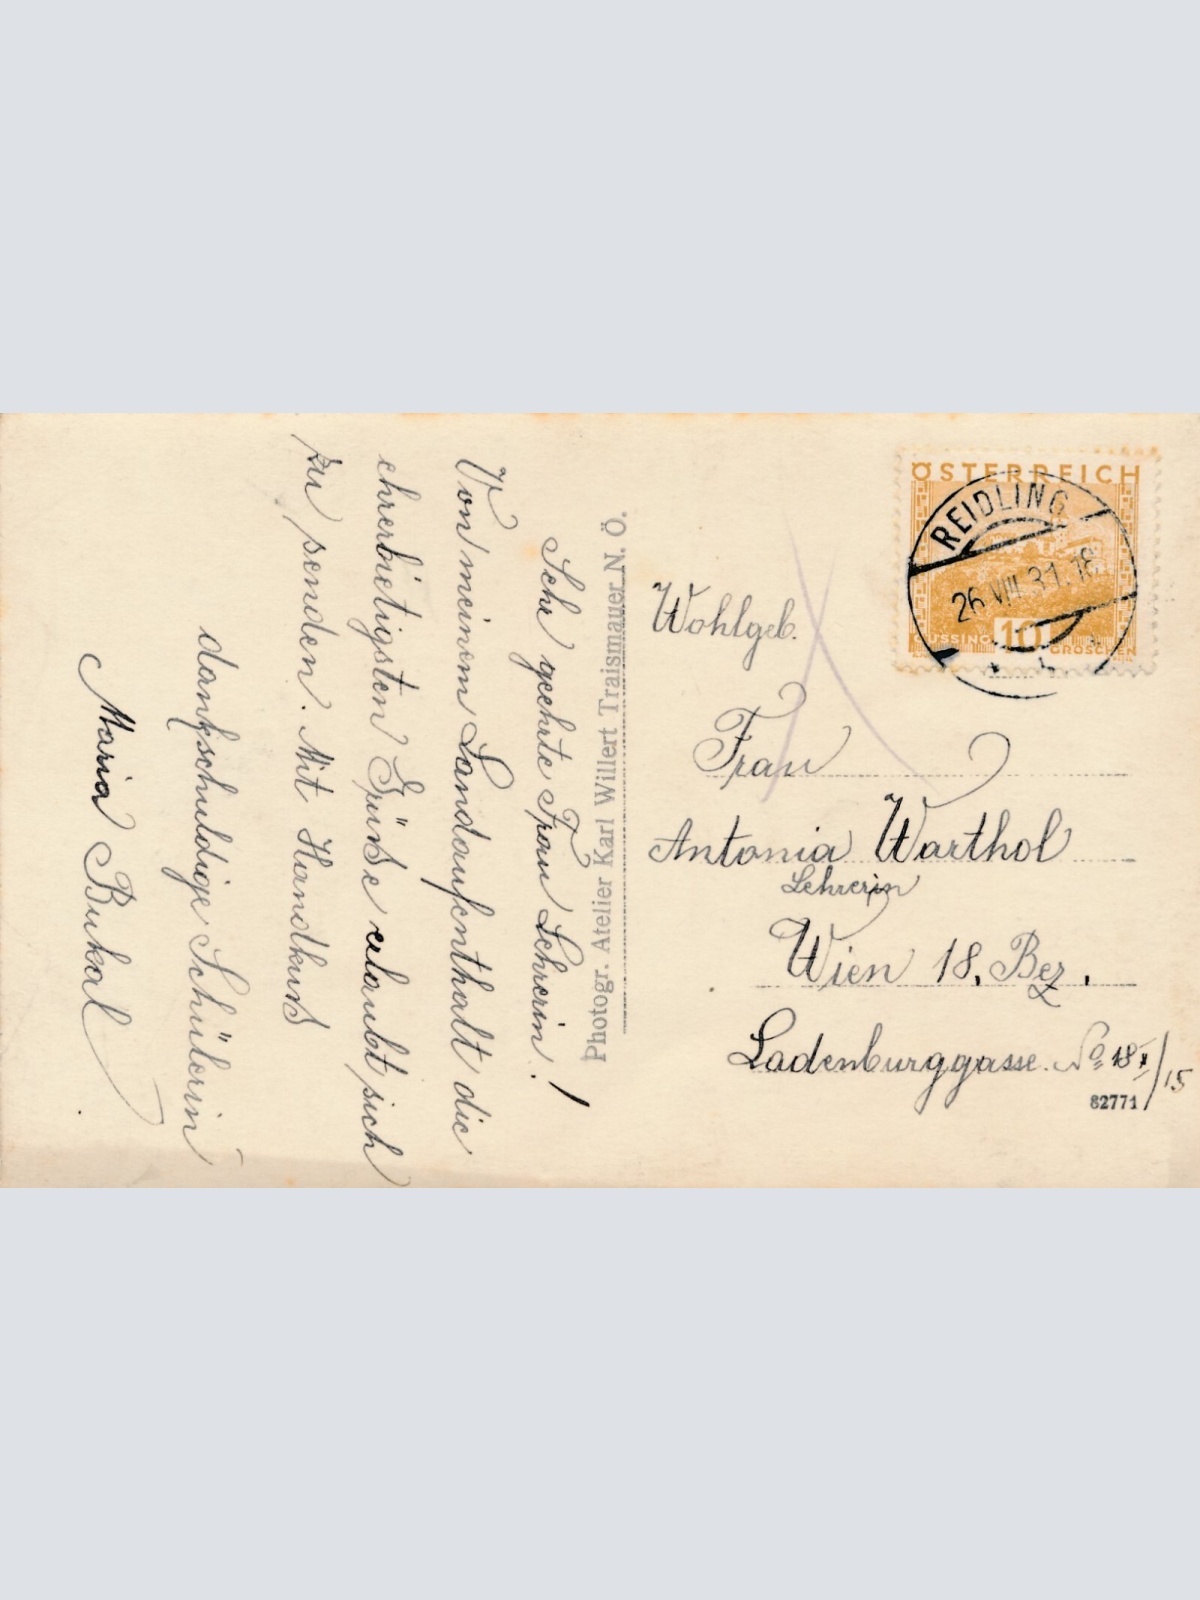 Sehr geehrte Frau Lehrerin!
Von meinem Landaufenthalt die
ehrerbietigsten Grüße erlaubt sich
zu senden. Mit Handkuß
dankschuldige Schülerin
Maria Bukal
Photogr. Atelier Karl Willert Traismauer N. Ö.
ÖSTERREICH
REIDLING
26 VIII 31.18
GÜSSING 10 GROSCHEN
Wohlgeb.
Frau
Antonia Warthol
Lehrerin
Wien 18. Bez.
Ladenburggasse. No 18
82771 /15